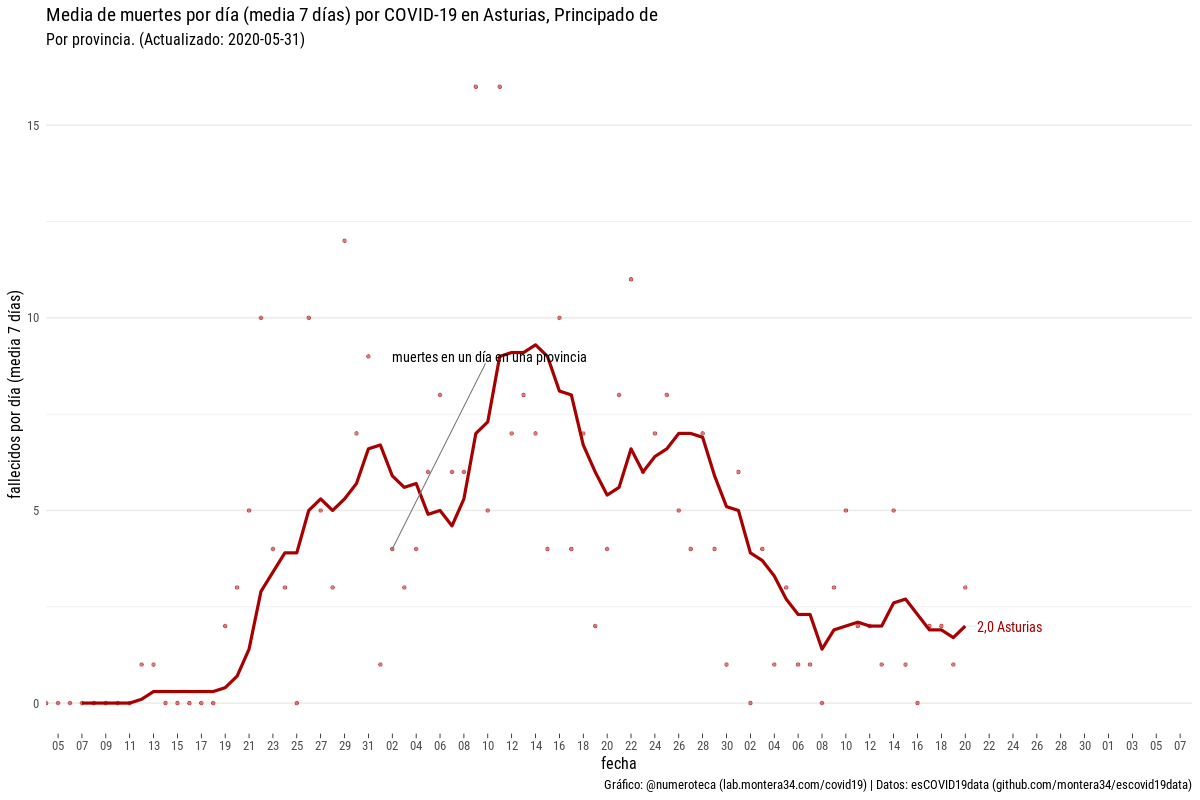 Media de muertes por día (media 7 días) por COVID-19 en Asturias, Principado de
Por provincia. (Actualizado: 2020-05-31)
fallecidos por día (media 7 días)
15
10
5
0
muertes en un día en una provincia
2,0 Asturias
05 07 09 11 13 15 17 19 21 23 25 27 29 31 02 04 06 08 10 12 14 16 18 20 22 24 26 28 30 02 04 06 08 10 12 14 16 18 20 22 24 26 28 30 01 03 05 07
fecha
Gráfico: @numeroteca (lab.montera34.com/covid19) | Datos: esCOVID19data (github.com/montera34/escovid19data)